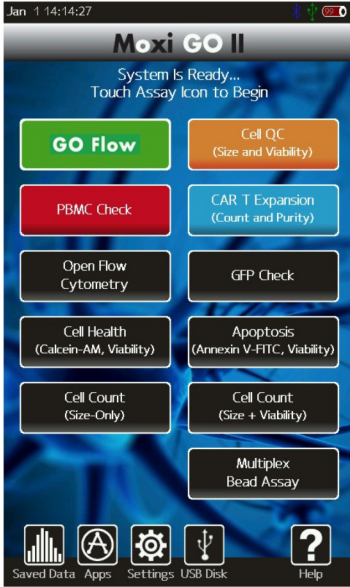 Jan 1 14:14:27
99
Moxi GO II
System Is Ready...
Touch Assay Icon to Begin
GO Flow
Cell QC
(Size and Viability)
PBMC Check
CAR T Expansion
(Count and Purity)
Open Flow
Cytometry
GFP Check
Cell Health
(Calcein-AM, Viability)
Apoptosis
(Annexin V-FITC, Viability)
Cell Count
(Size-Only)
Cell Count
(Size + Viability)
Multiplex
Bead Assay
Saved Data
Apps
Settings
USB Disk
?
Help